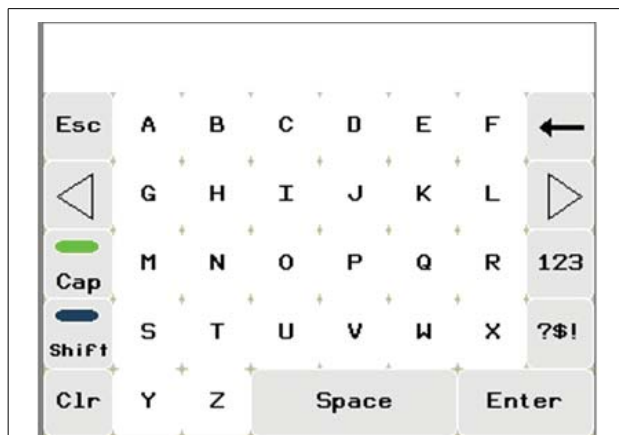 Esc A B C D E F
G H I J K L
M N O P Q R 123
Cap
S T U V W X ?$!
Shift
Clr Y Z Space Enter